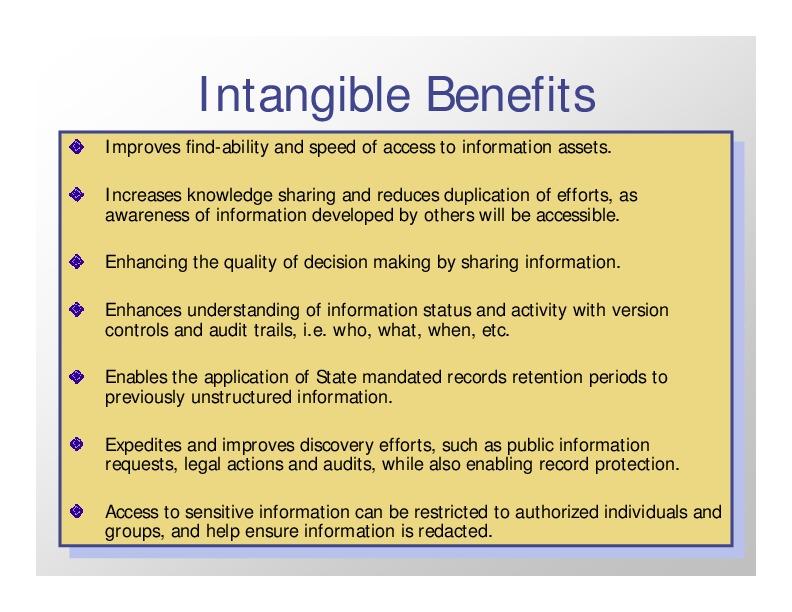 Intangible Benefits
Improves find-ability and speed of access to information assets.
Increases knowledge sharing and reduces duplication of efforts, as
awareness of information developed by others will be accessible.
Enhancing the quality of decision making by sharing information.
Enhances understanding of information status and activity with version
controls and audit trails, i.e. who, what, when, etc.
Enables the application of State mandated records retention periods to
previously unstructured information.
Expedites and improves discovery efforts, such as public information
requests, legal actions and audits, while also enabling record protection.
Access to sensitive information can be restricted to authorized individuals and
groups, and help ensure information is redacted.